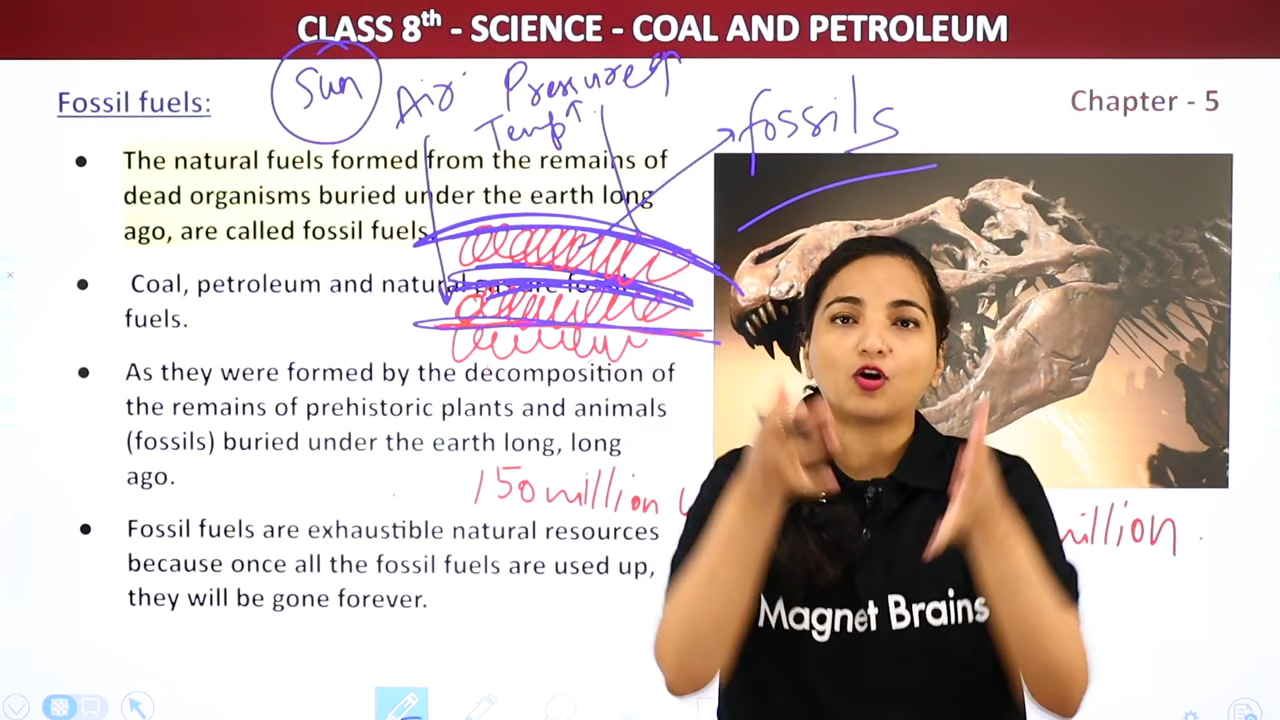 CLASS 8th - SCIENCE - COAL AND PETROLEUM
Sun
Air
Pressure↑
Temp↑
fossils
Fossil fuels:
Chapter - 5
● The natural fuels formed from the remains of
dead organisms buried under the earth long
ago, are called fossil fuels
● Coal, petroleum and natural
fuels.
● As they were formed by the decomposition of
the remains of prehistoric plants and animals
(fossils) buried under the earth long, long
ago.
150 million
million
● Fossil fuels are exhaustible natural resources
because once all the fossil fuels are used up,
they will be gone forever.
Magnet Brains